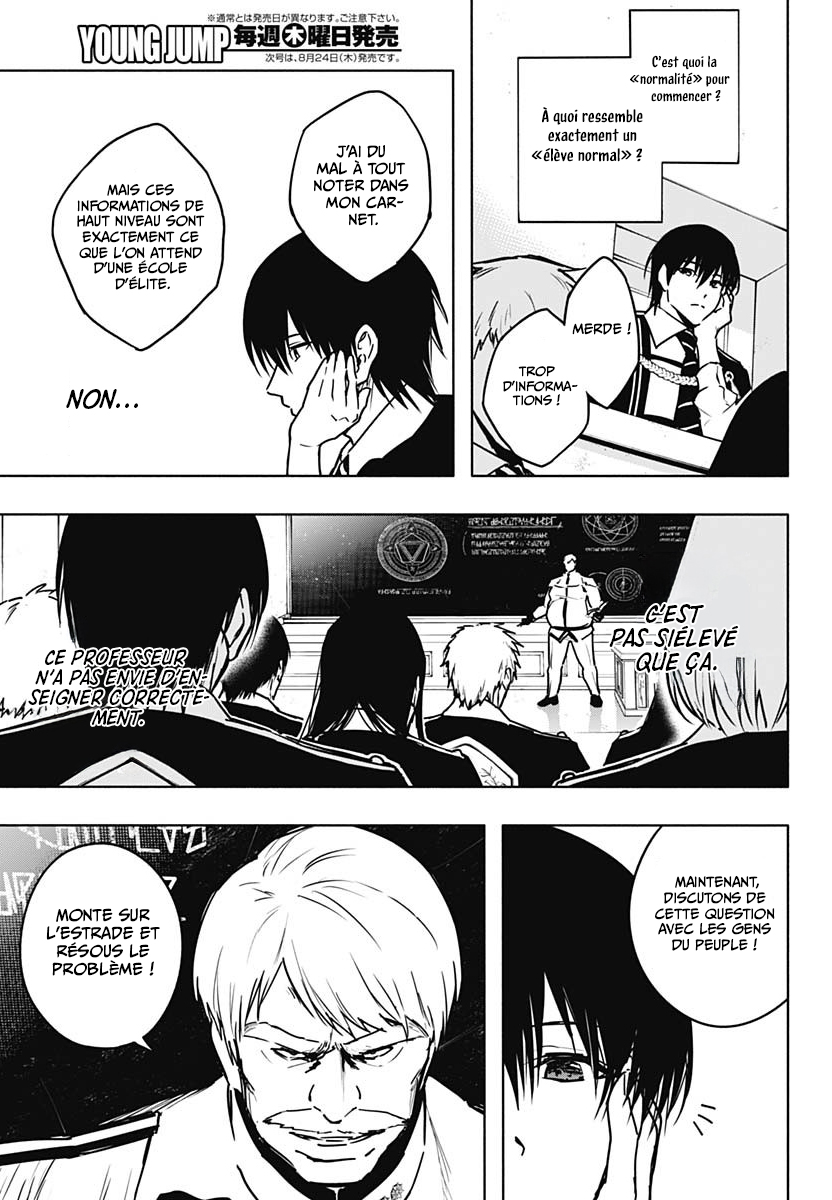 ※通常とは発売日が異なります。ご注意下さい。
YOUNG JUMP 毎週木曜日発売
次号は、8月24日(木)発売です。
C'est quoi la
«normalité» pour
commencer ?
À quoi ressemble
exactement un
«élève normal» ?
MERDE !
TROP
D'INFORMA-
TIONS !
J'AI DU
MAL À TOUT
NOTER DANS
MON CAR-
NET.
MAIS CES
INFORMATIONS DE
HAUT NIVEAU SONT
EXACTEMENT CE
QUE L'ON ATTEND
D'UNE ÉCOLE
D'ÉLITE.
NON...
C'EST
PAS SIÉLEVÉ
QUE ÇA.
CE PROFESSEUR
N'A PAS ENVIE D'EN-
SEIGNER CORRECTE-
MENT.
MAINTENANT,
DISCUTONS DE
CETTE QUESTION
AVEC LES GENS
DU PEUPLE !
MONTE SUR
L'ESTRADE ET
RÉSOUS LE
PROBLÈME !